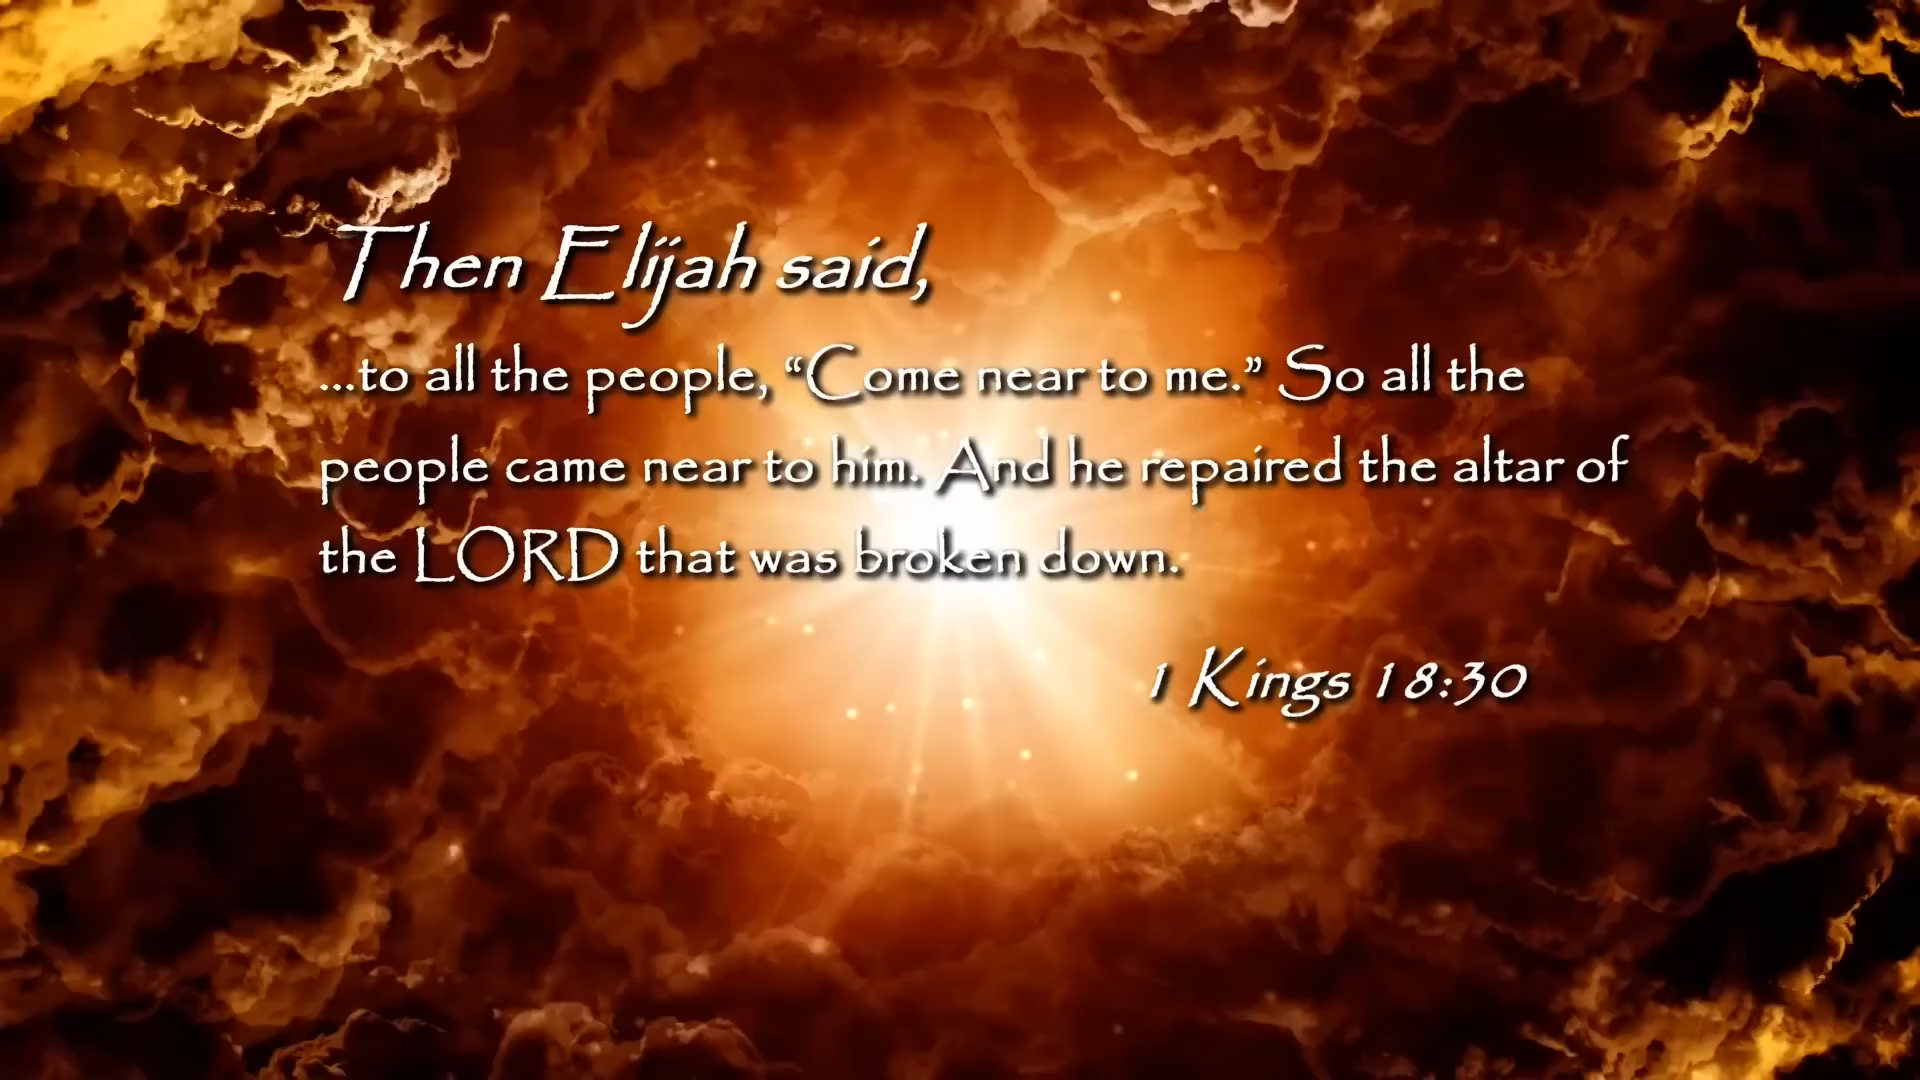 Then Elijah said,
...to all the people, “Come near to me.” So all the
people came near to him. And he repaired the altar of
the LORD that was broken down.
1 Kings 18:30